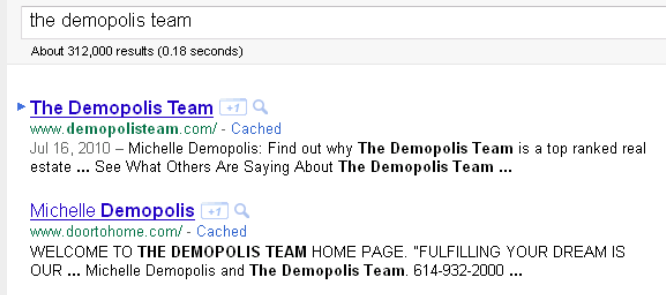 the demopolis team
About 312,000 results (0.18 seconds)
The Demopolis Team +1
www.demopolisteam.com/ - Cached
Jul 16, 2010 – Michelle Demopolis: Find out why The Demopolis Team is a top ranked real
estate ... See What Others Are Saying About The Demopolis Team ...
Michelle Demopolis +1
www.doortohome.com/ - Cached
WELCOME TO THE DEMOPOLIS TEAM HOME PAGE. "FULFILLING YOUR DREAM IS
OUR ... Michelle Demopolis and The Demopolis Team. 614-932-2000 ...